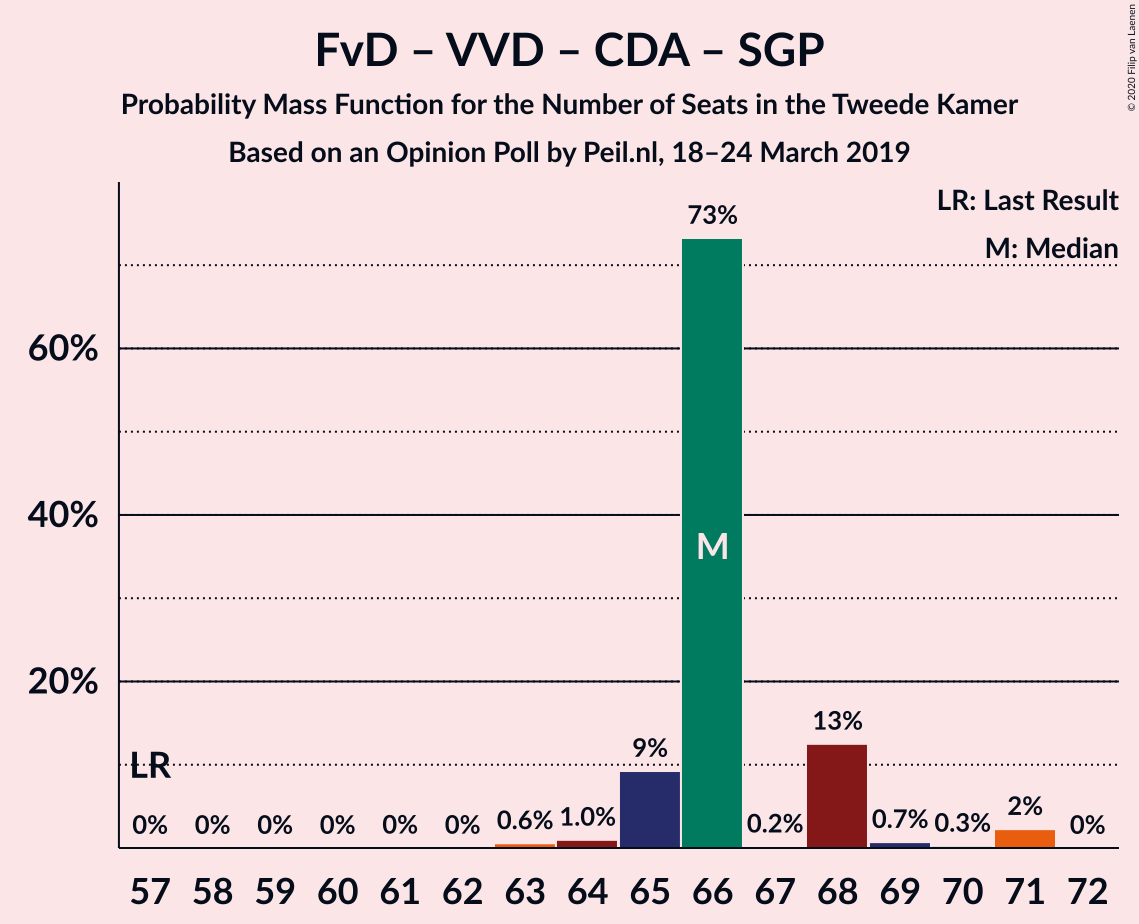 FvD – VVD – CDA – SGP
Probability Mass Function for the Number of Seats in the Tweede Kamer
Based on an Opinion Poll by Peil.nl, 18–24 March 2019
© 2020 Filip van Laenen
LR: Last Result
M: Median
73%
60%
40%
M
20%
13%
9%
LR
2%
0% 0% 0% 0% 0% 0% 0.6% 1.0% 0.2% 0.7% 0.3% 0%
57 58 59 60 61 62 63 64 65 66 67 68 69 70 71 72